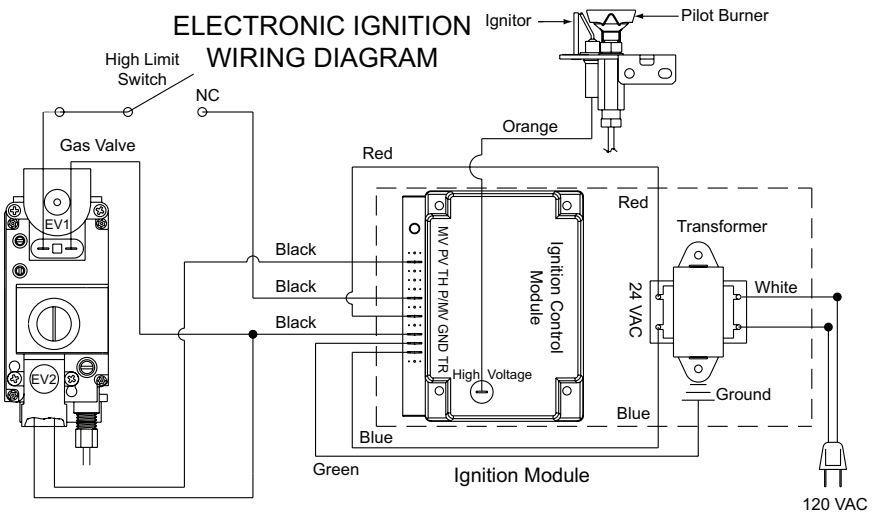 ELECTRONIC IGNITION
WIRING DIAGRAM
Ignitor
Pilot Burner
High Limit
Switch
NC
Orange
Gas Valve
Red
Red
EV1
Transformer
Black
Black
Black
MV PV TH P/MV GND TR
Ignition Control
Module
24 VAC
White
EV2
High Voltage
Ground
Blue
Blue
Green
Ignition Module
120 VAC